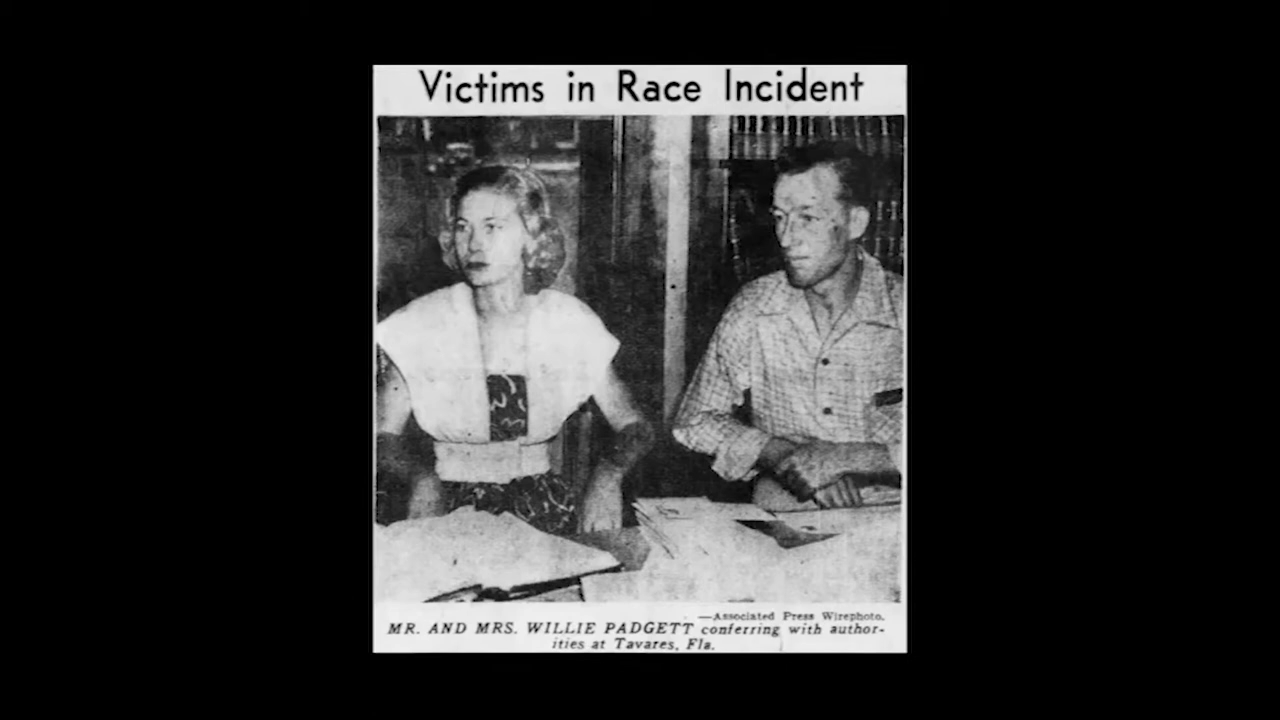 Victims in Race Incident
—Associated Press Wirephoto.
MR. AND MRS. WILLIE PADGETT conferring with author-
ities at Tavares, Fla.